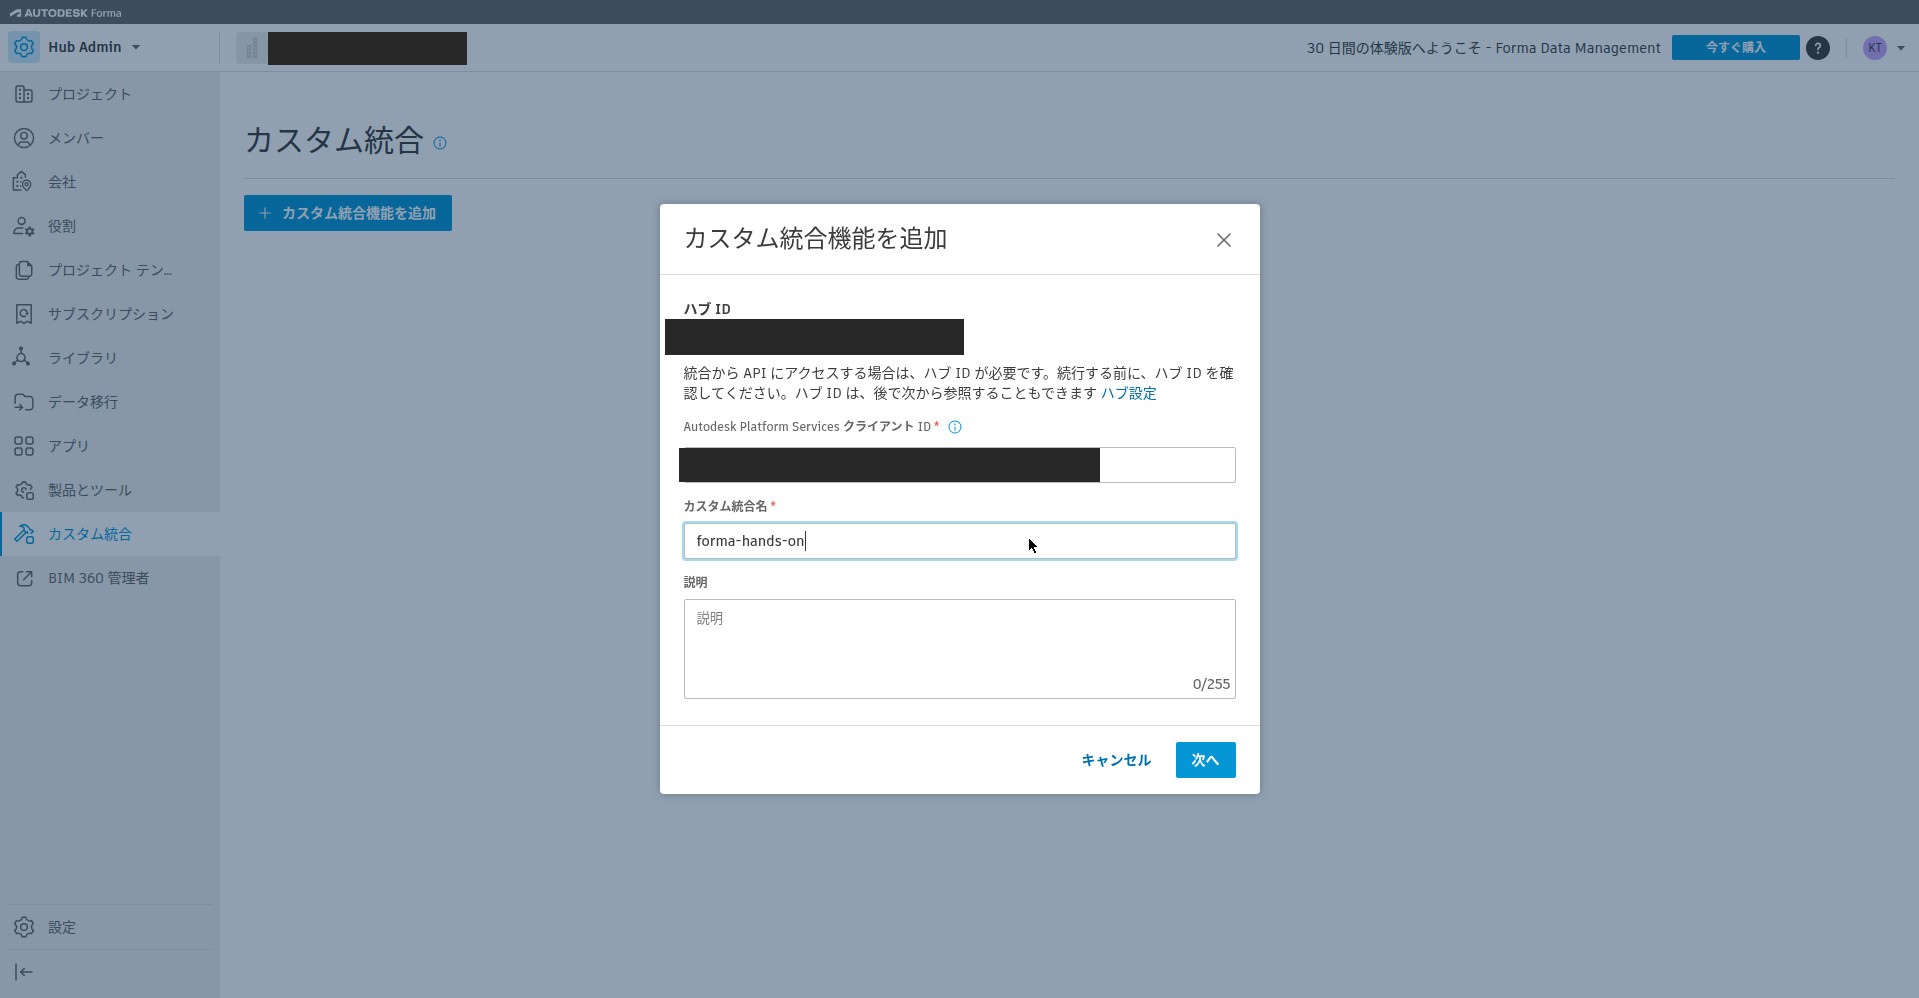 AUTODESK Forma
Hub Admin
30 日間の体験版へようこそ - Forma Data Management
今すぐ購入
?
KT
プロジェクト
メンバー
会社
役割
プロジェクト テン...
サブスクリプション
ライブラリ
データ移行
アプリ
製品とツール
カスタム統合
BIM 360 管理者
設定
カスタム統合
+ カスタム統合機能を追加
カスタム統合機能を追加
ハブ ID
統合から API にアクセスする場合は、ハブ ID が必要です。続行する前に、ハブ ID を確
認してください。ハブ ID は、後で次から参照することもできます ハブ設定
Autodesk Platform Services クライアント ID *
カスタム統合名 *
forma-hands-on
説明
説明
0/255
キャンセル
次へ